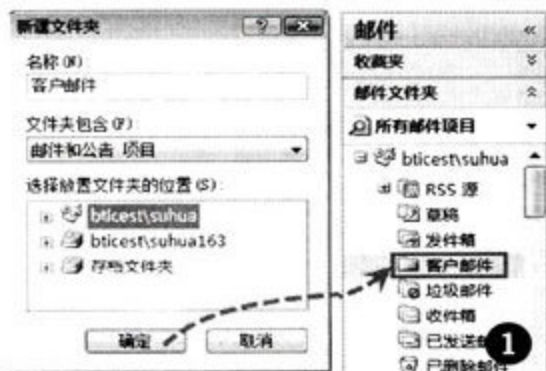 新建文件夹
名称(N)
客户邮件
文件夹包含(F)
邮件和公告 项目
选择放置文件夹的位置(S)
bticest\suhua
bticest\suhua163
存档文件夹
确定
取消
邮件
收藏夹
邮件文件夹
所有邮件项目
bticest\suhua
RSS 源
草稿
发件箱
客户邮件
垃圾邮件
收件箱
已发送邮
已删除邮件
1